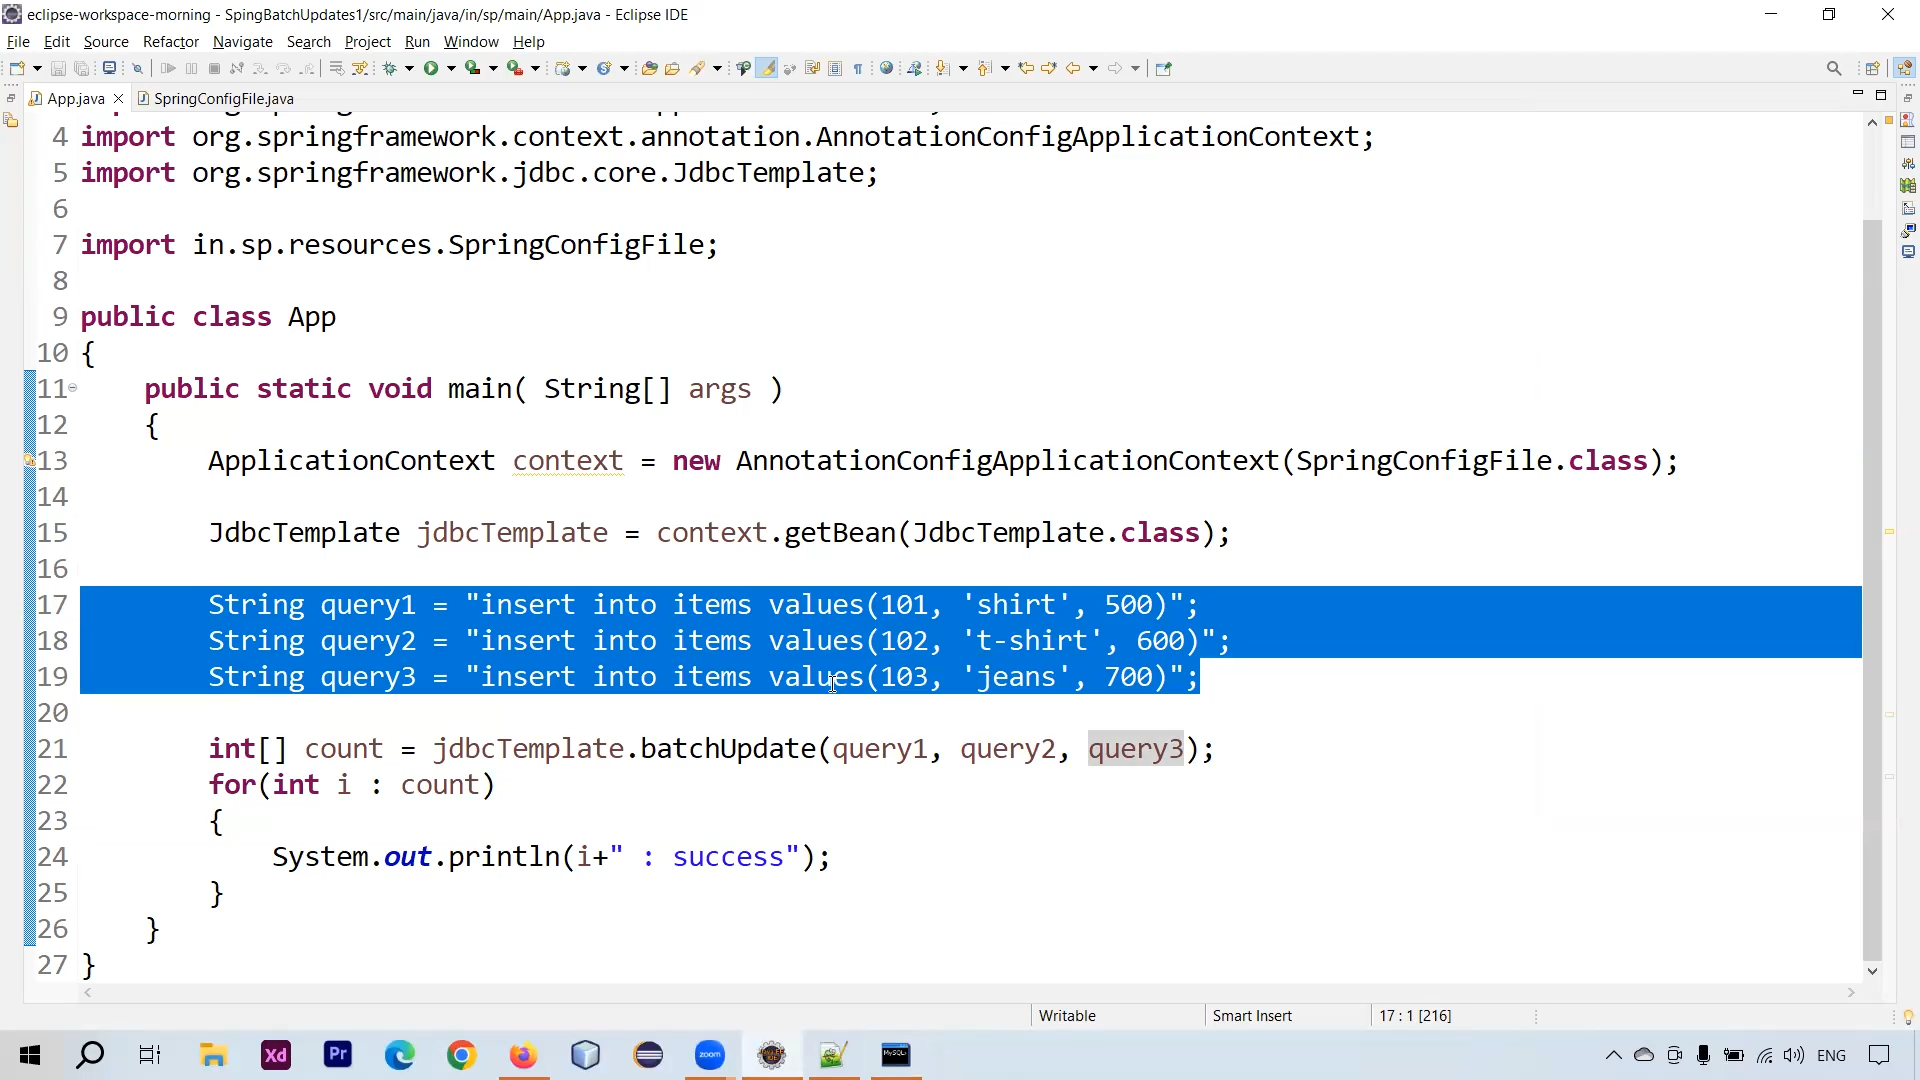 eclipse-workspace-morning - SpingBatchUpdates1/src/main/java/in/sp/main/App.java - Eclipse IDE
File Edit Source Refactor Navigate Search Project Run Window Help
App.java SpringConfigFile.java
4 import org.springframework.context.annotation.AnnotationConfigApplicationContext;
5 import org.springframework.jdbc.core.JdbcTemplate;
6
7 import in.sp.resources.SpringConfigFile;
8
9 public class App
10 {
11 public static void main( String[] args )
12 {
13 ApplicationContext context = new AnnotationConfigApplicationContext(SpringConfigFile.class);
14
15 JdbcTemplate jdbcTemplate = context.getBean(JdbcTemplate.class);
16
17 String query1 = "insert into items values(101, 'shirt', 500)";
18 String query2 = "insert into items values(102, 't-shirt', 600)";
19 String query3 = "insert into items values(103, 'jeans', 700)";
20
21 int[] count = jdbcTemplate.batchUpdate(query1, query2, query3);
22 for(int i : count)
23 {
24 System.out.println(i+" : success");
25 }
26 }
27 }
Writable Smart Insert 17 : 1 [216]
Xd Pr zoom MySQL ENG